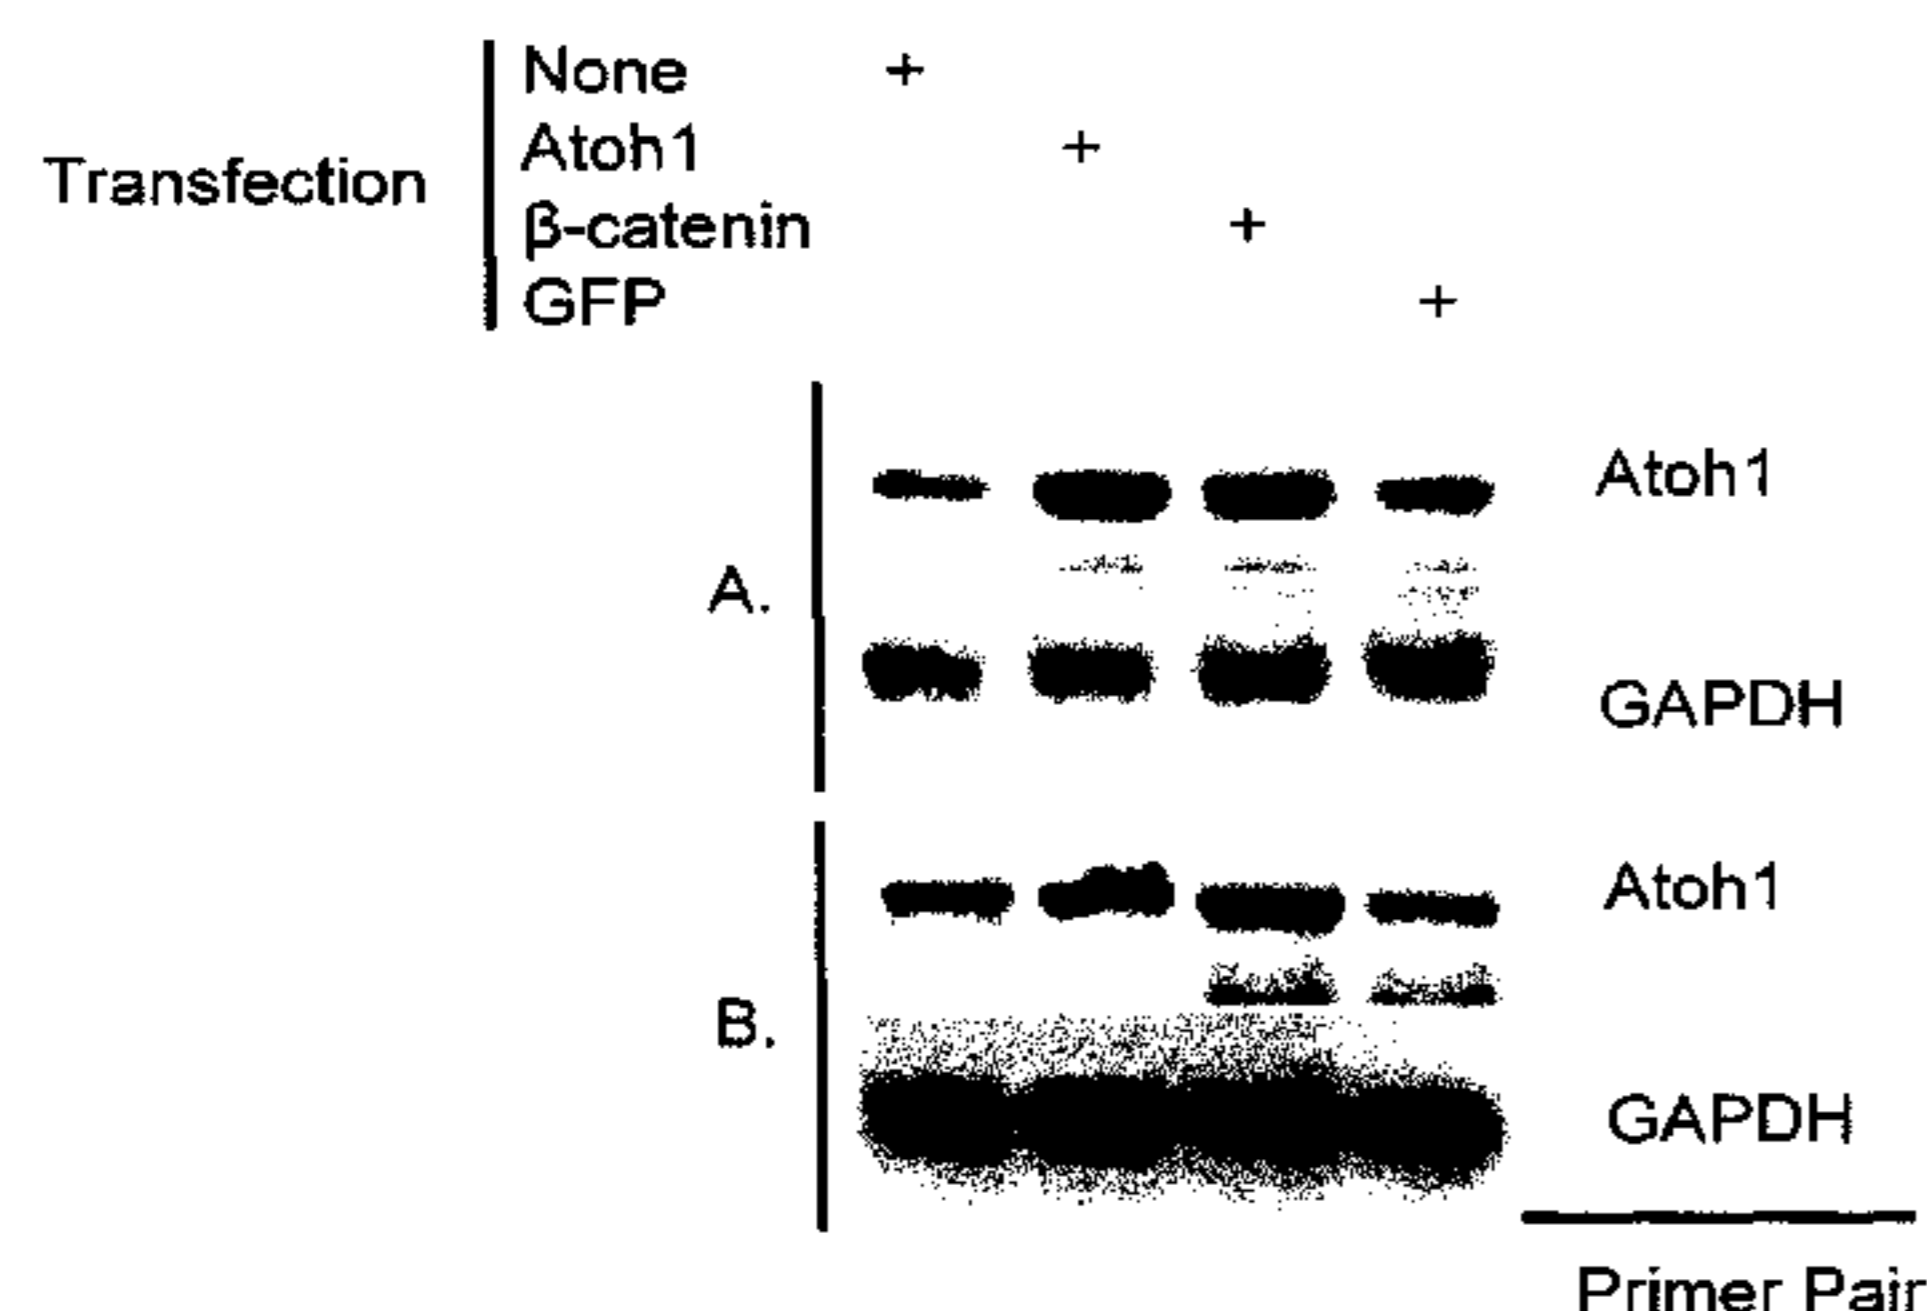 None +
Atoh1 +
Transfection
β-catenin +
GFP +
Atoh1
A.
GAPDH
Atoh1
B.
GAPDH
Primer Pair